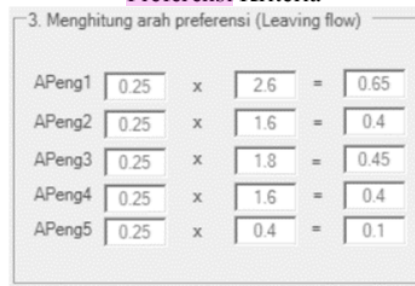 Preferensi Kriteria
3. Menghitung arah preferensi (Leaving flow)
APeng1 0.25 x 2.6 = 0.65
APeng2 0.25 x 1.6 = 0.4
APeng3 0.25 x 1.8 = 0.45
APeng4 0.25 x 1.6 = 0.4
APeng5 0.25 x 0.4 = 0.1